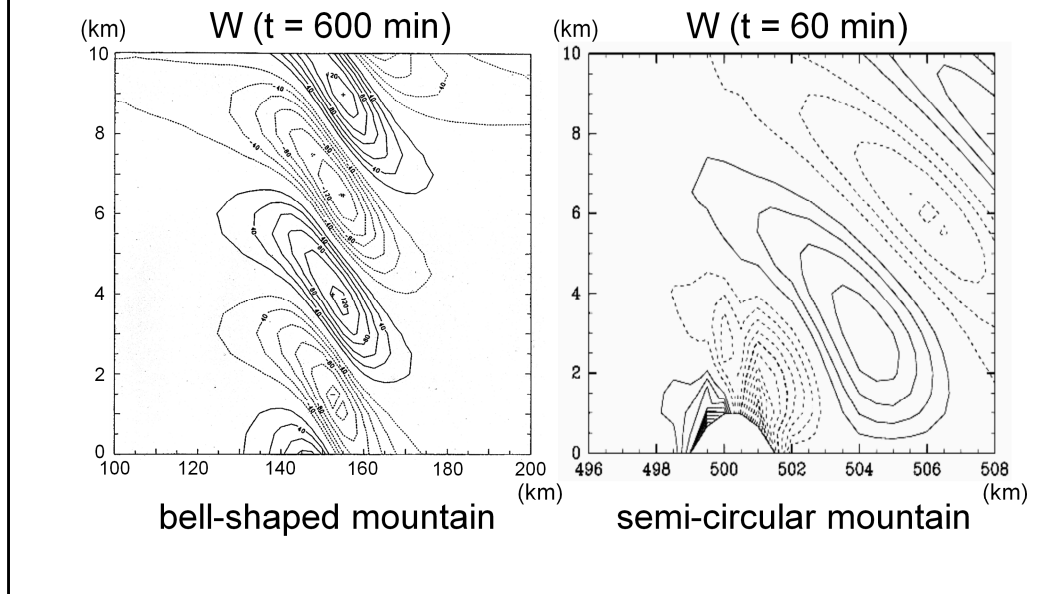 W (t = 600 min)
(km)
10
8
6
4
2
0
100 120 140 160 180 200
(km)
bell-shaped mountain
W (t = 60 min)
(km)
10
8
6
4
2
0
496 498 500 502 504 506 508
(km)
semi-circular mountain